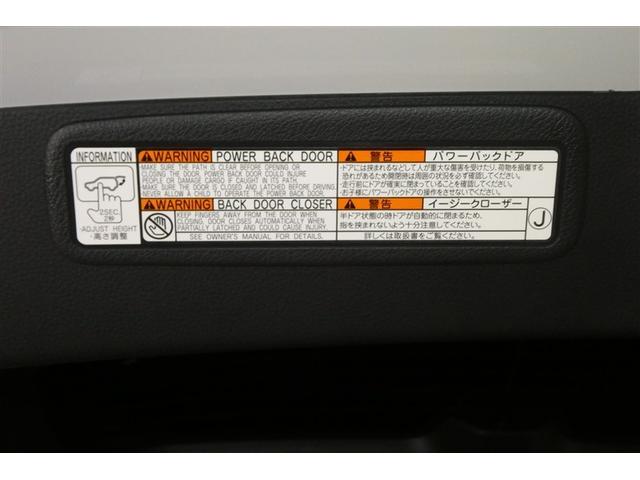 INFORMATION
2SEC.
2秒
·ADJUST HEIGHT
·高さ調整
WARNING POWER BACK DOOR
·MAKE SURE THE PATH IS CLEAR BEFORE OPENING OR
CLOSING THE DOOR. POWER BACK DOOR COULD INJURE
PEOPLE OR DAMAGE CARGO IF CAUGHT IN ITS PATH.
·MAKE SURE THE DOOR IS CLOSED AND LATCHED BEFORE DRIVING.
·NEVER ALLOW A CHILD TO OPERATE THE POWER BACK DOOR.
WARNING BACK DOOR CLOSER
KEEP FINGERS AWAY FROM THE DOOR WHEN
CLOSING. DOOR CLOSES AUTOMATICALLY WHEN
PARTIALLY LATCHED AND COULD CAUSE INJURY.
SEE OWNER'S MANUAL FOR DETAILS.
警告 パワーバックドア
·ドアには挟まれるなどして人が重大な傷害を受けたり、荷物を損傷する
恐れがあるため開閉時は周囲の状況を必ず確認してください。
·走行前にドアが確実に閉まっていることを確認してください。
·お子様にパワーバックドアの操作をさせないでください。
警告 イージークローザー
半ドア状態の時ドアが自動的に閉まるため、
指を挟まれないよう十分注意してください。
詳しくは取扱書をご覧ください。
J